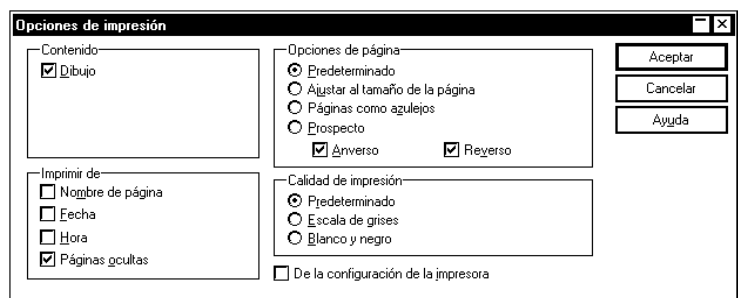 Opciones de impresión
Contenido
Dibujo
Imprimir de
Nombre de página
Fecha
Hora
Páginas ocultas
Opciones de página
Predeterminado
Ajustar al tamaño de la página
Páginas como azulejos
Prospecto
Anverso Reverso
Calidad de impresión
Predeterminado
Escala de grises
Blanco y negro
De la configuración de la impresora
Aceptar
Cancelar
Ayuda